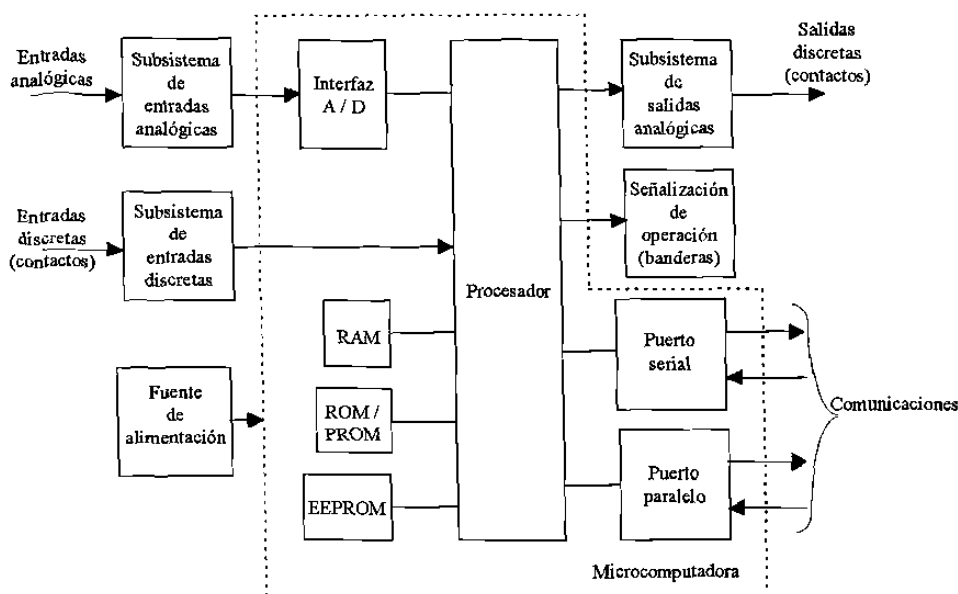 Entradas
analógicas
Subsistema
de
entradas
analógicas
Interfaz
A / D
Subsistema
de
salidas
analógicas
Salidas
discretas
(contactos)
Entradas
discretas
(contactos)
Subsistema
de
entradas
discretas
Procesador
Señalización
de
operación
(banderas)
RAM
Puerto
serial
Fuente
de
alimentación
ROM /
PROM
Comunicaciones
EEPROM
Puerto
paralelo
Microcomputadora